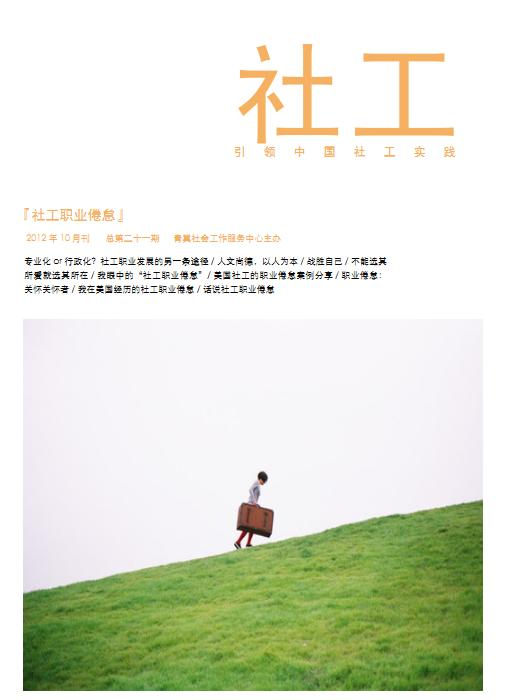 社工
引领中国社工实践
『社工职业倦怠』
2012年10月刊 总第二十一期 青翼社会工作服务中心主办
专业化 or 行政化？社工职业发展的另一条途径 / 人文尚德，以人为本 / 战胜自己 / 不能选其
所爱就选其所在 / 我眼中的“社工职业倦怠” / 美国社工的职业倦怠案例分享 / 职业倦怠：
关怀关怀者 / 我在美国经历的社工职业倦怠 / 话说社工职业倦怠